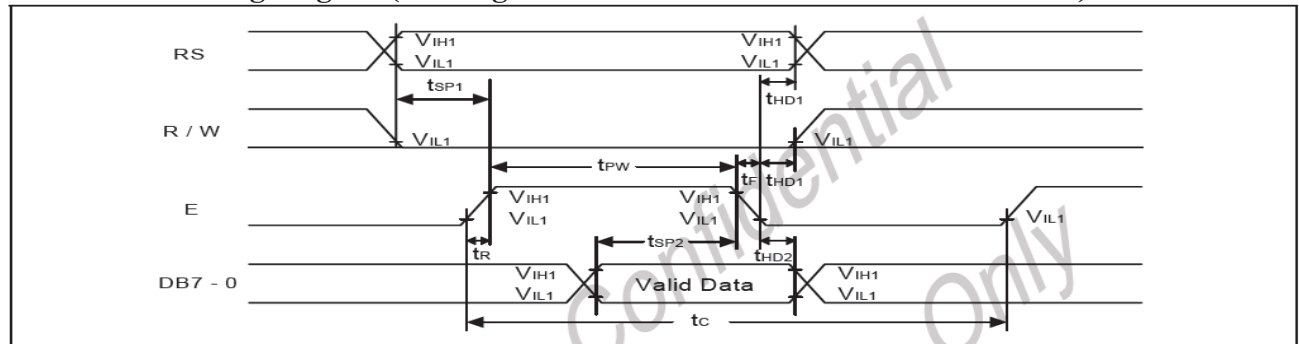 RS
VIH1
VIL1
VIH1
VIL1
tSP1
tHD1
R / W
VIL1
VIL1
tPW
tF
tHD1
E
VIH1
VIL1
VIH1
VIL1
VIL1
tR
tSP2
tHD2
DB7 - 0
VIH1
VIL1
Valid Data
VIH1
VIL1
tC
Confidential
Only